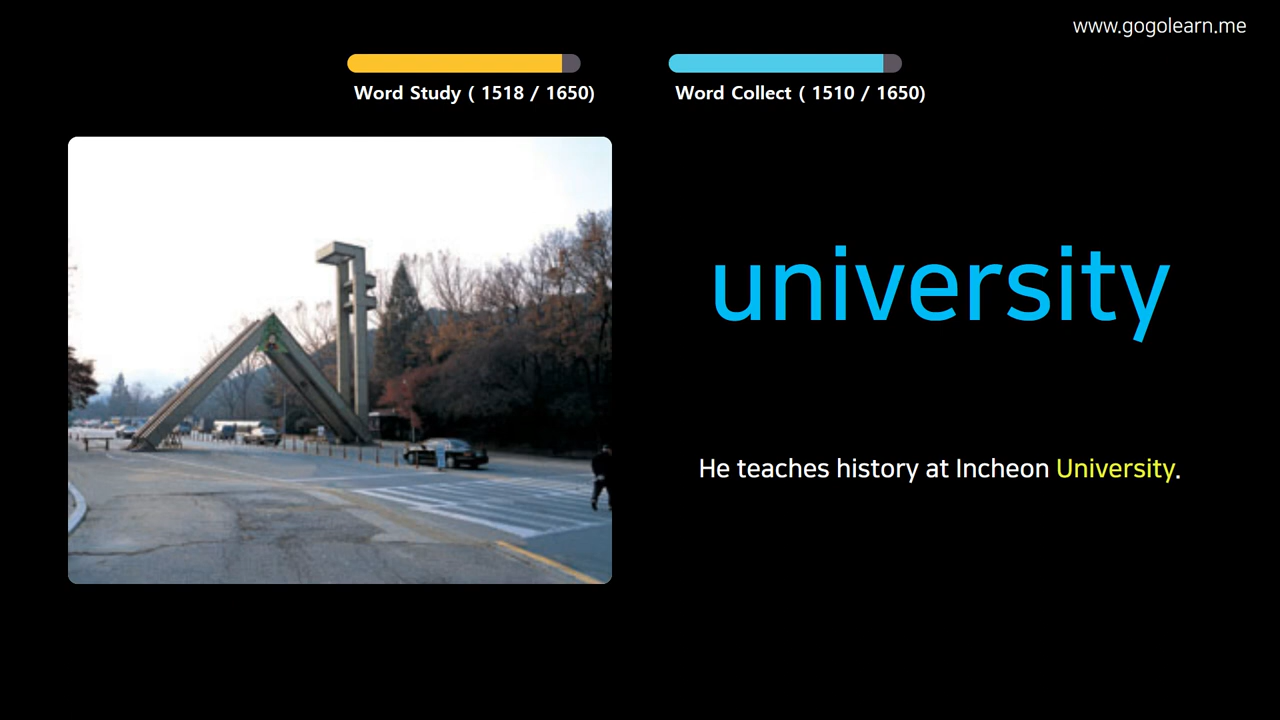 www.gogolearn.me
Word Study ( 1518 / 1650)
Word Collect ( 1510 / 1650)
university
He teaches history at Incheon University.